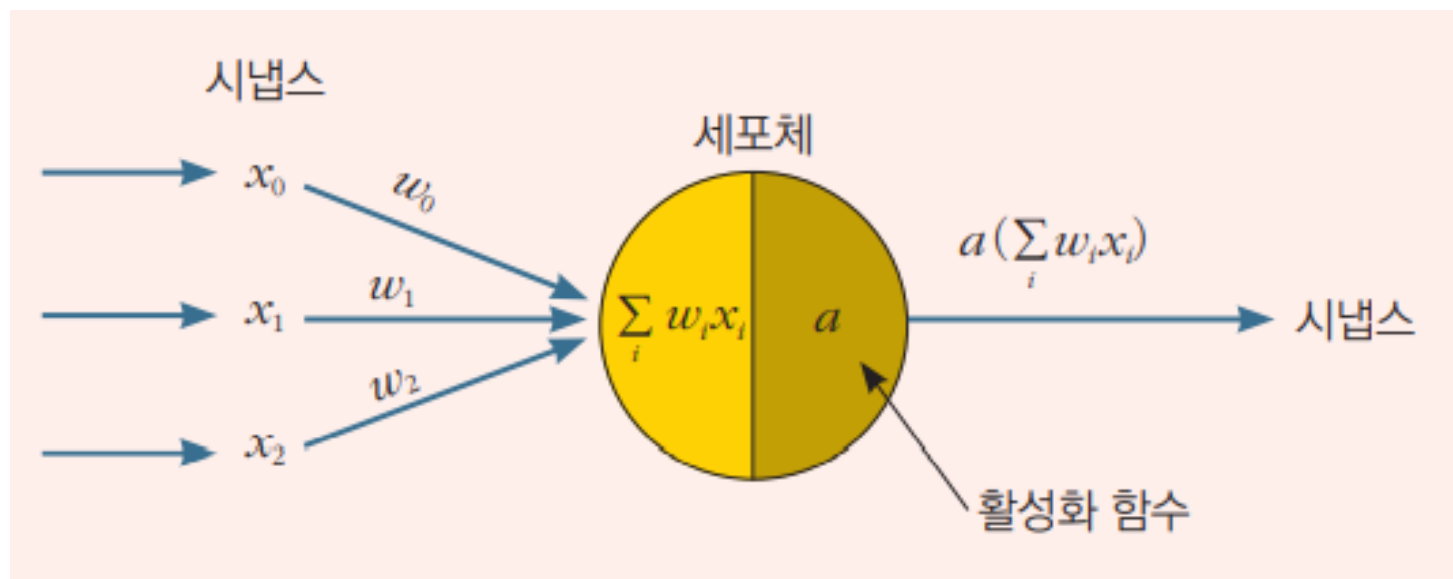 시냅스
세포체
x₀
w₀
a(∑ᵢ wᵢxᵢ)
w₁
x₁
∑ᵢ wᵢxᵢ
a
시냅스
w₂
x₂
활성화 함수